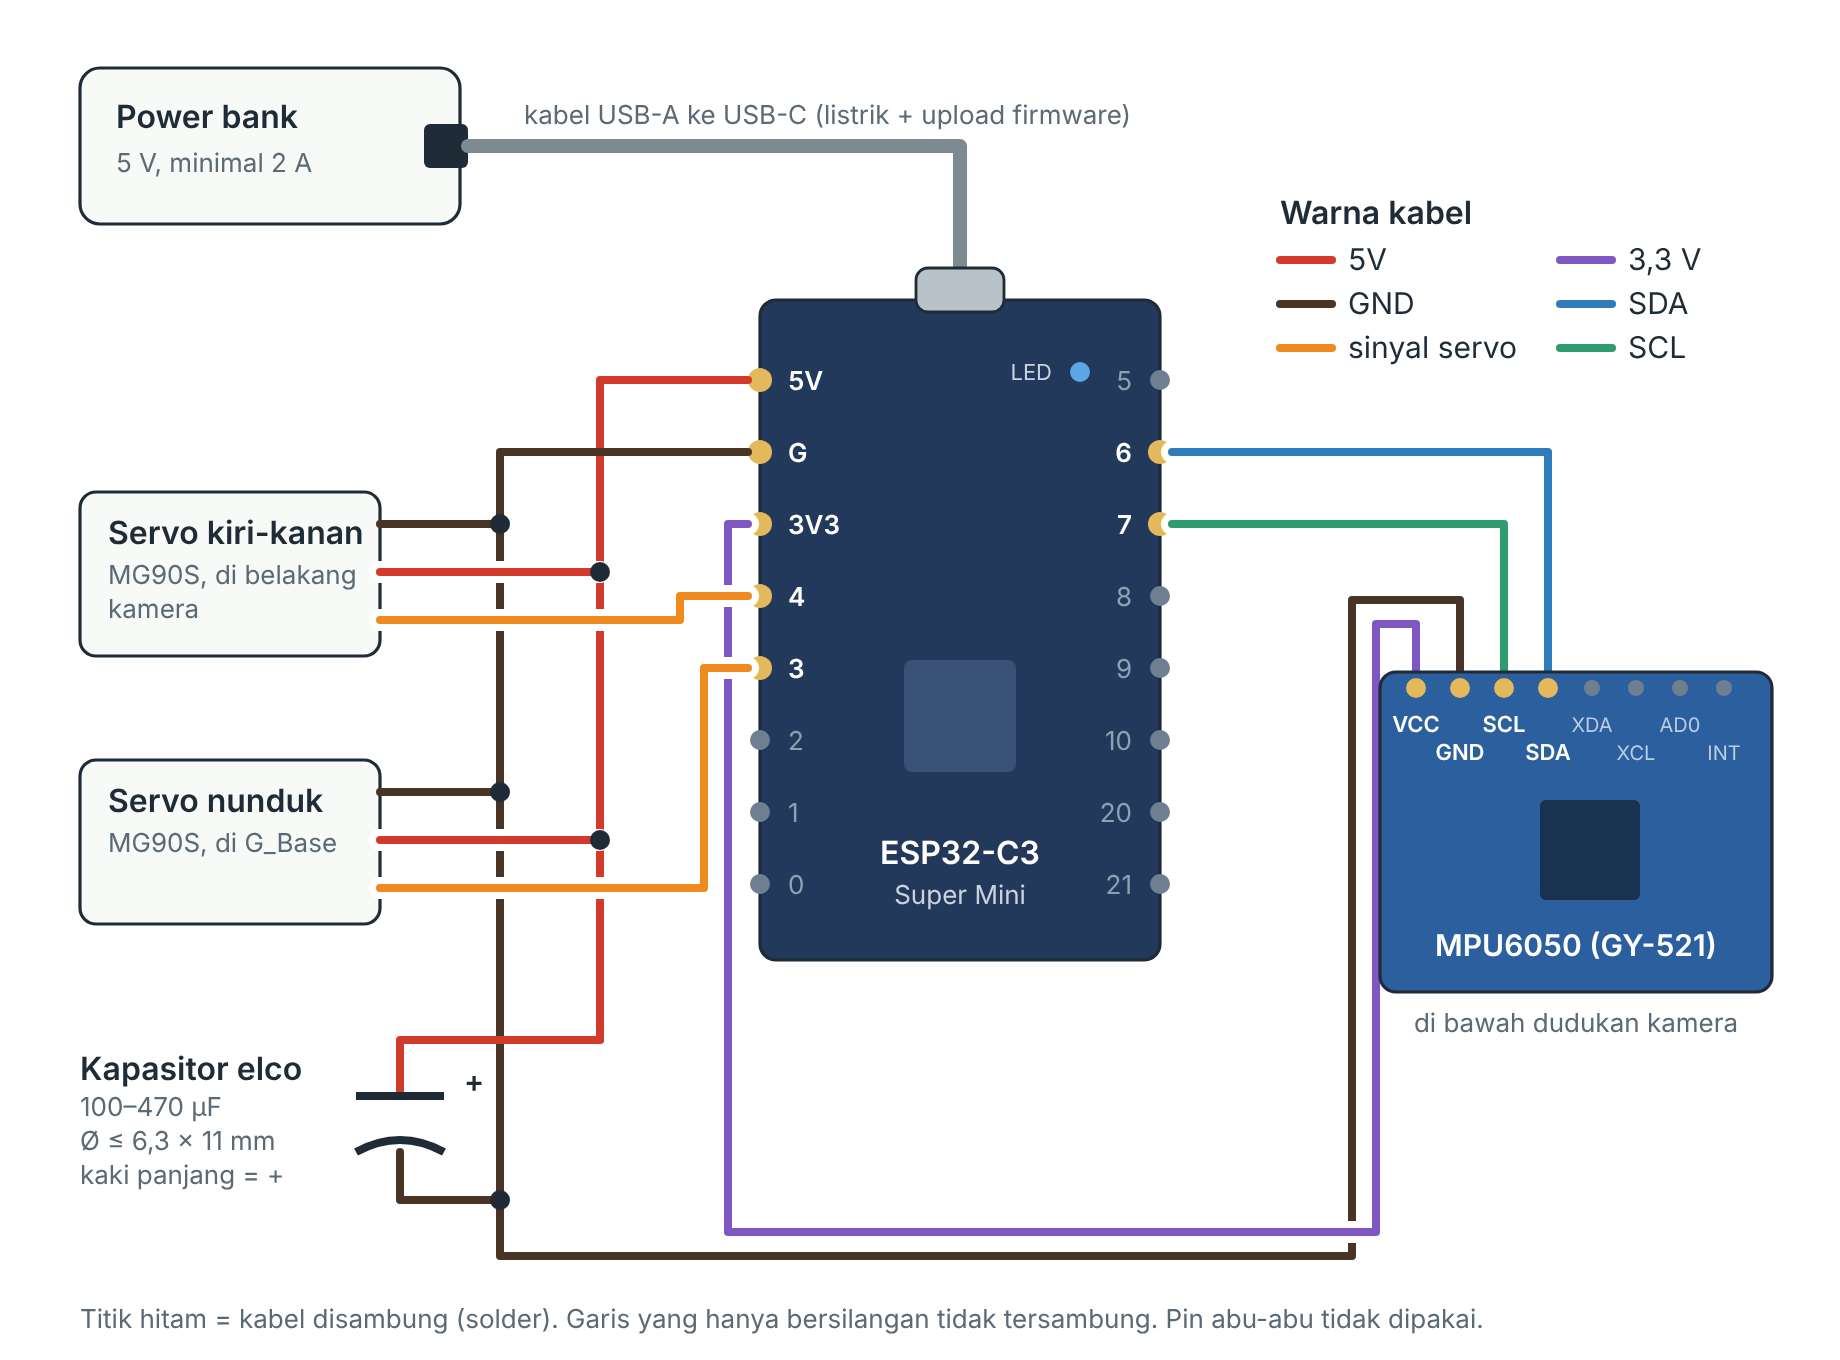 Power bank
5 V, minimal 2 A
kabel USB-A ke USB-C (listrik + upload firmware)
Warna kabel
5V
3,3 V
GND
SDA
sinyal servo
SCL
LED
5V
5
G
6
3V3
7
4
8
3
9
2
10
1
20
0
21
ESP32-C3
Super Mini
Servo kiri-kanan
MG90S, di belakang
kamera
Servo nunduk
MG90S, di G_Base
VCC
SCL
XDA
AD0
GND
SDA
XCL
INT
MPU6050 (GY-521)
di bawah dudukan kamera
Kapasitor elco
+
100–470 µF
Ø ≤ 6,3 × 11 mm
kaki panjang = +
Titik hitam = kabel disambung (solder). Garis yang hanya bersilangan tidak tersambung. Pin abu-abu tidak dipakai.